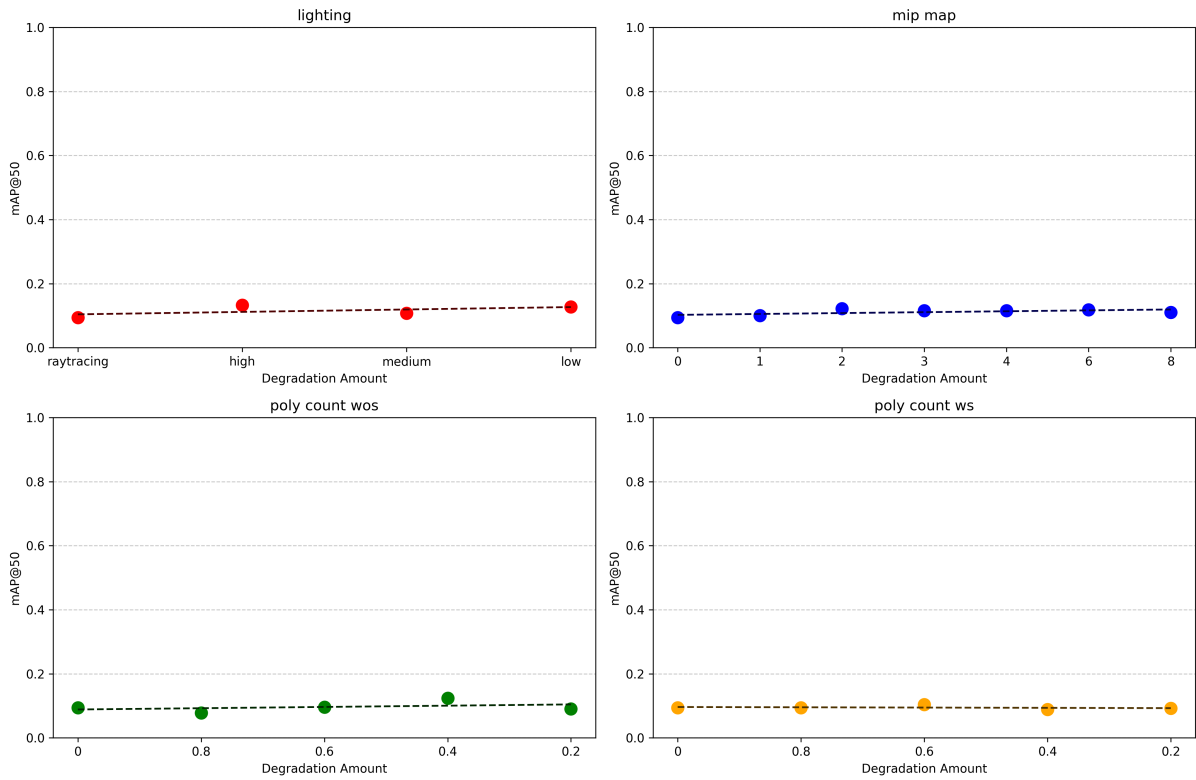 lighting
1.0
0.8
0.6
0.4
0.2
0.0
mAP@50
raytracing high medium low
Degradation Amount
mip map
1.0
0.8
0.6
0.4
0.2
0.0
mAP@50
0 1 2 3 4 6 8
Degradation Amount
poly count wos
1.0
0.8
0.6
0.4
0.2
0.0
mAP@50
0 0.8 0.6 0.4 0.2
Degradation Amount
poly count ws
1.0
0.8
0.6
0.4
0.2
0.0
mAP@50
0 0.8 0.6 0.4 0.2
Degradation Amount